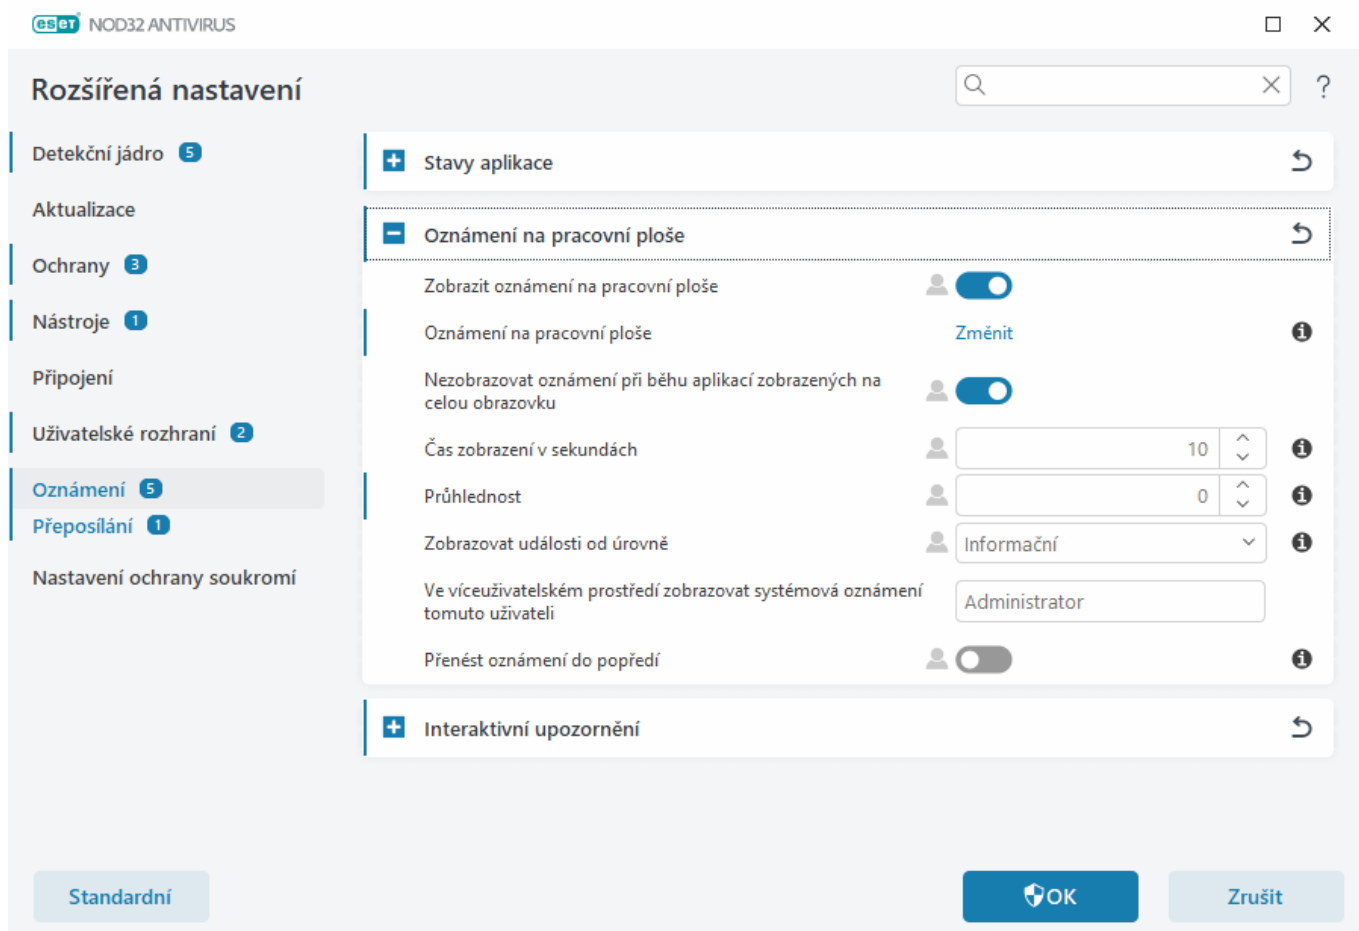 eset NOD32 ANTIVIRUS
Rozšířená nastavení
?
Detekční jádro 5
Aktualizace
Ochrany 3
Nástroje 1
Připojení
Uživatelské rozhraní 2
Oznámení 5
Přeposílání 1
Nastavení ochrany soukromí
Stavy aplikace
Oznámení na pracovní ploše
Zobrazit oznámení na pracovní ploše
Oznámení na pracovní ploše Změnit
Nezobrazovat oznámení při běhu aplikací zobrazených na
celou obrazovku
Čas zobrazení v sekundách 10
Průhlednost 0
Zobrazovat události od úrovně Informační
Ve víceuživatelském prostředí zobrazovat systémová oznámení
tomuto uživateli
Administrator
Přenést oznámení do popředí
Interaktivní upozornění
Standardní OK Zrušit